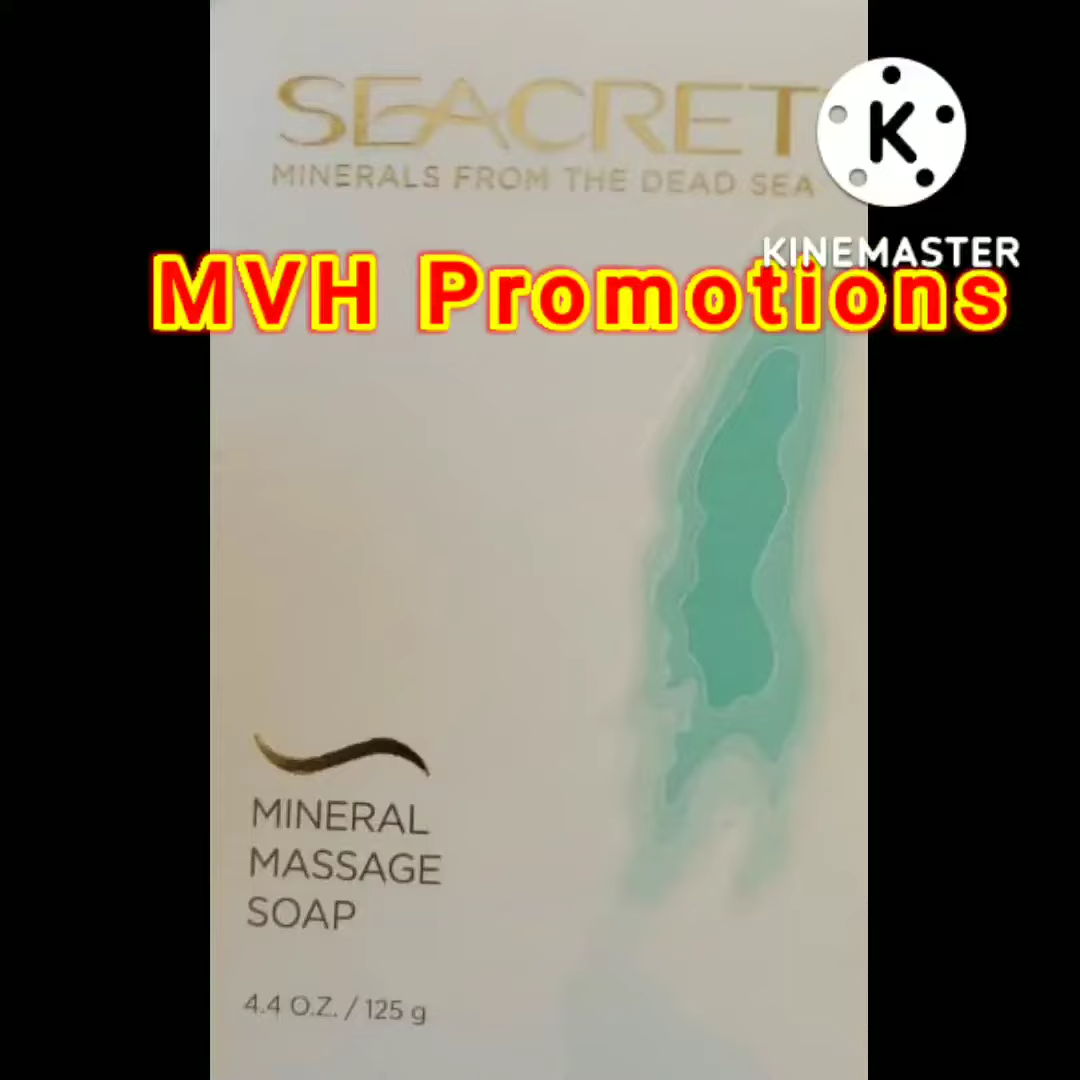 SEACRET
MINERALS FROM THE DEAD SEA
K
KINEMASTER
MVH Promotions
MINERAL
MASSAGE
SOAP
4.4 O.Z. / 125 g